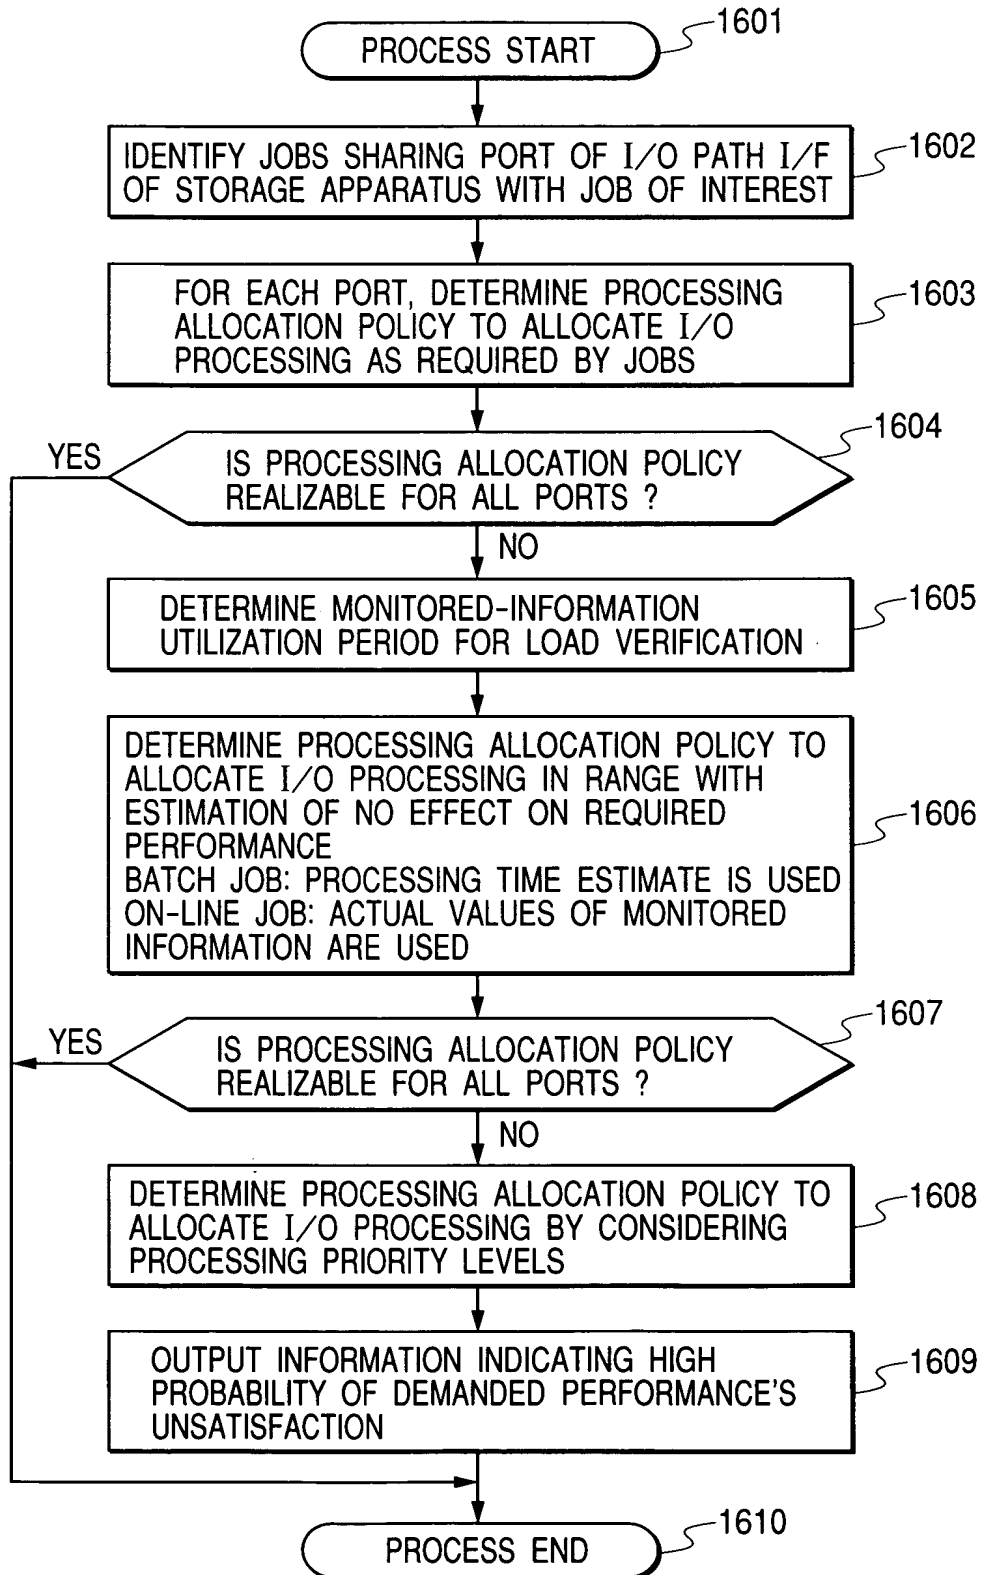 1601
PROCESS START
1602
IDENTIFY JOBS SHARING PORT OF I/O PATH I/F
OF STORAGE APPARATUS WITH JOB OF INTEREST
1603
FOR EACH PORT, DETERMINE PROCESSING
ALLOCATION POLICY TO ALLOCATE I/O
PROCESSING AS REQUIRED BY JOBS
1604
YES
IS PROCESSING ALLOCATION POLICY
REALIZABLE FOR ALL PORTS ?
NO
1605
DETERMINE MONITORED-INFORMATION
UTILIZATION PERIOD FOR LOAD VERIFICATION
1606
DETERMINE PROCESSING ALLOCATION POLICY TO
ALLOCATE I/O PROCESSING IN RANGE WITH
ESTIMATION OF NO EFFECT ON REQUIRED
PERFORMANCE
BATCH JOB: PROCESSING TIME ESTIMATE IS USED
ON-LINE JOB: ACTUAL VALUES OF MONITORED
INFORMATION ARE USED
1607
YES
IS PROCESSING ALLOCATION POLICY
REALIZABLE FOR ALL PORTS ?
NO
1608
DETERMINE PROCESSING ALLOCATION POLICY TO
ALLOCATE I/O PROCESSING BY CONSIDERING
PROCESSING PRIORITY LEVELS
1609
OUTPUT INFORMATION INDICATING HIGH
PROBABILITY OF DEMANDED PERFORMANCE'S
UNSATISFACTION
1610
PROCESS END